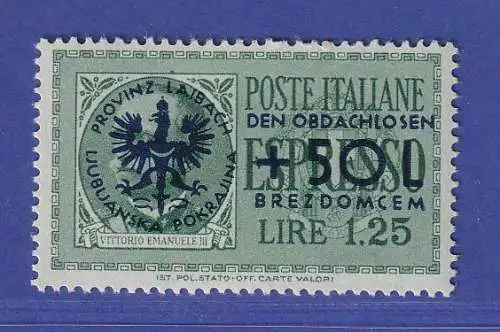 PROVINZ LAIBACH
LJUBLJANSKA POKRAJINA
VITTORIO EMANUELE III
POSTE ITALIANE
DEN OBDACHLOSEN
ESPRESSO
+50 L
BREZDOMCEM
LIRE 1.25
IST. POL. STATO-OFF. CARTE VALORI